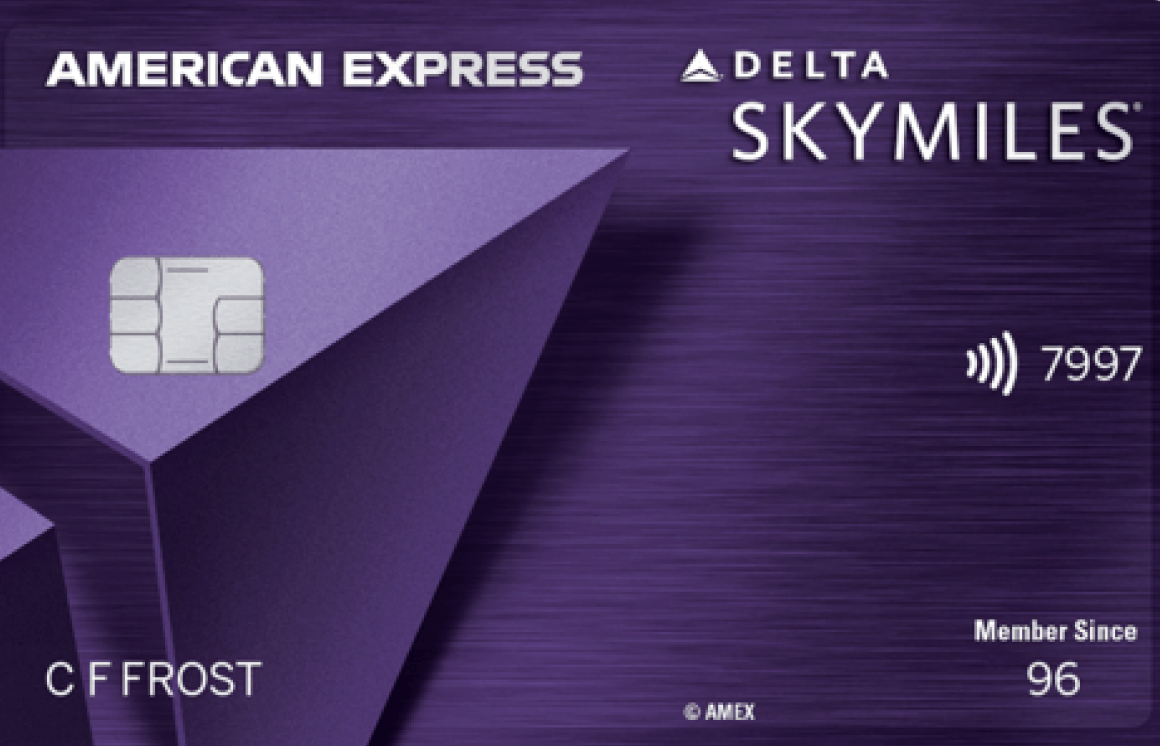 AMERICAN EXPRESS
DELTA
SKYMILES®
7997
Member Since
96
C F FROST
© AMEX